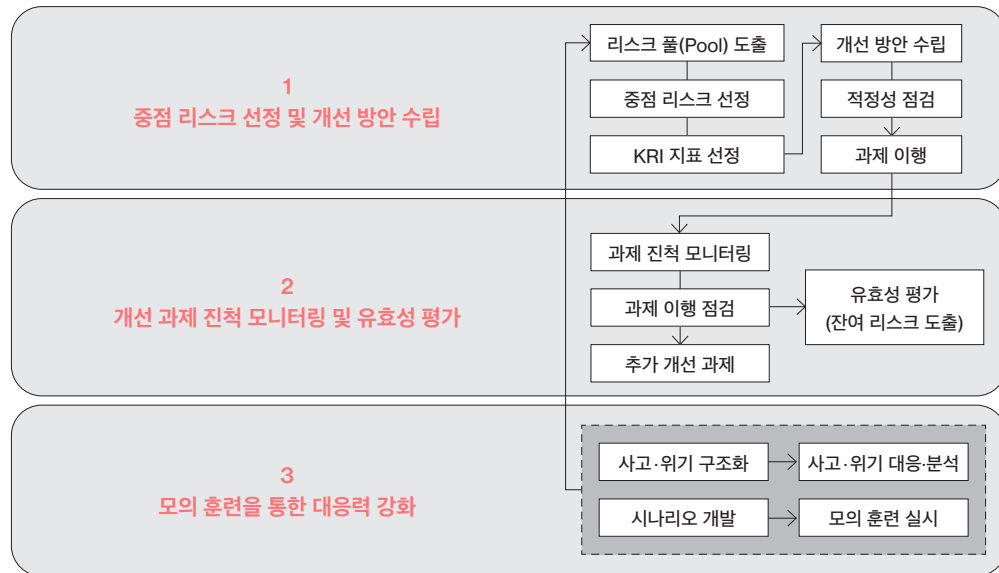 1
중점 리스크 선정 및 개선 방안 수립
리스크 풀(Pool) 도출
중점 리스크 선정
KRI 지표 선정
개선 방안 수립
적정성 점검
과제 이행
2
개선 과제 진척 모니터링 및 유효성 평가
과제 진척 모니터링
과제 이행 점검
추가 개선 과제
유효성 평가
(잔여 리스크 도출)
3
모의 훈련을 통한 대응력 강화
사고·위기 구조화
사고·위기 대응·분석
시나리오 개발
모의 훈련 실시